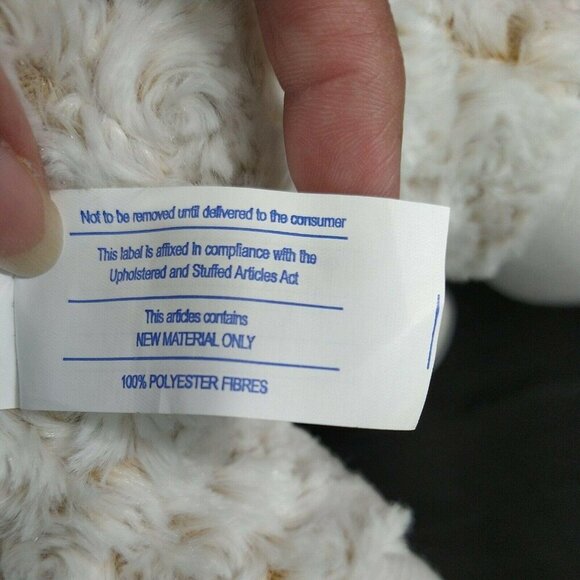 Not to be removed until delivered to the consumer
This label is affixed in compliance with the
Upholstered and Stuffed Articles Act
This articles contains
NEW MATERIAL ONLY
100% POLYESTER FIBRES